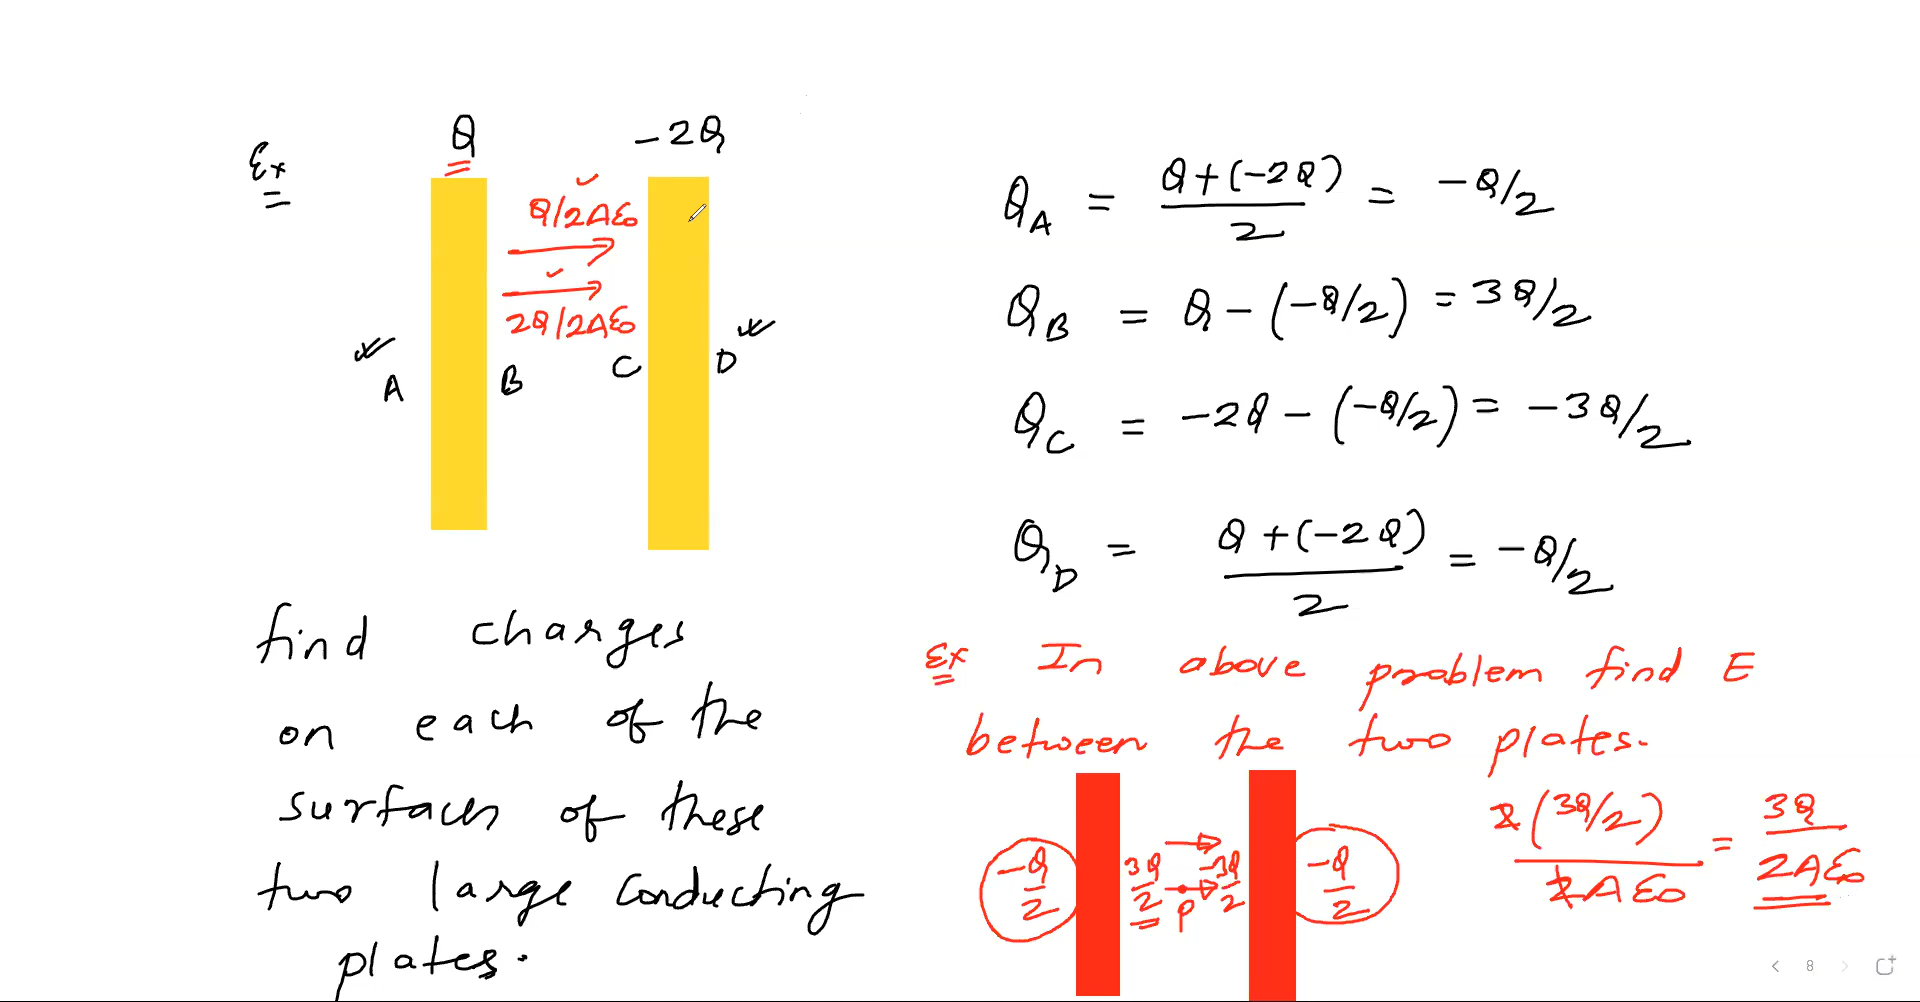 Ex
Q
-2Q
Q/2Aε₀
2Q/2Aε₀
A
B
C
D
find charges
on each of the
surfaces of these
two large conducting
plates.
Q_A = Q+(-2Q)/2 = -Q/2
Q_B = Q-(-Q/2) = 3Q/2
Q_C = -2Q-(-Q/2) = -3Q/2
Q_D = Q+(-2Q)/2 = -Q/2
Ex In above problem find E
between the two plates.
-Q/2
3Q/2
P
-3Q/2
-Q/2
2(3Q/2)/2Aε₀ = 3Q/2Aε₀
8